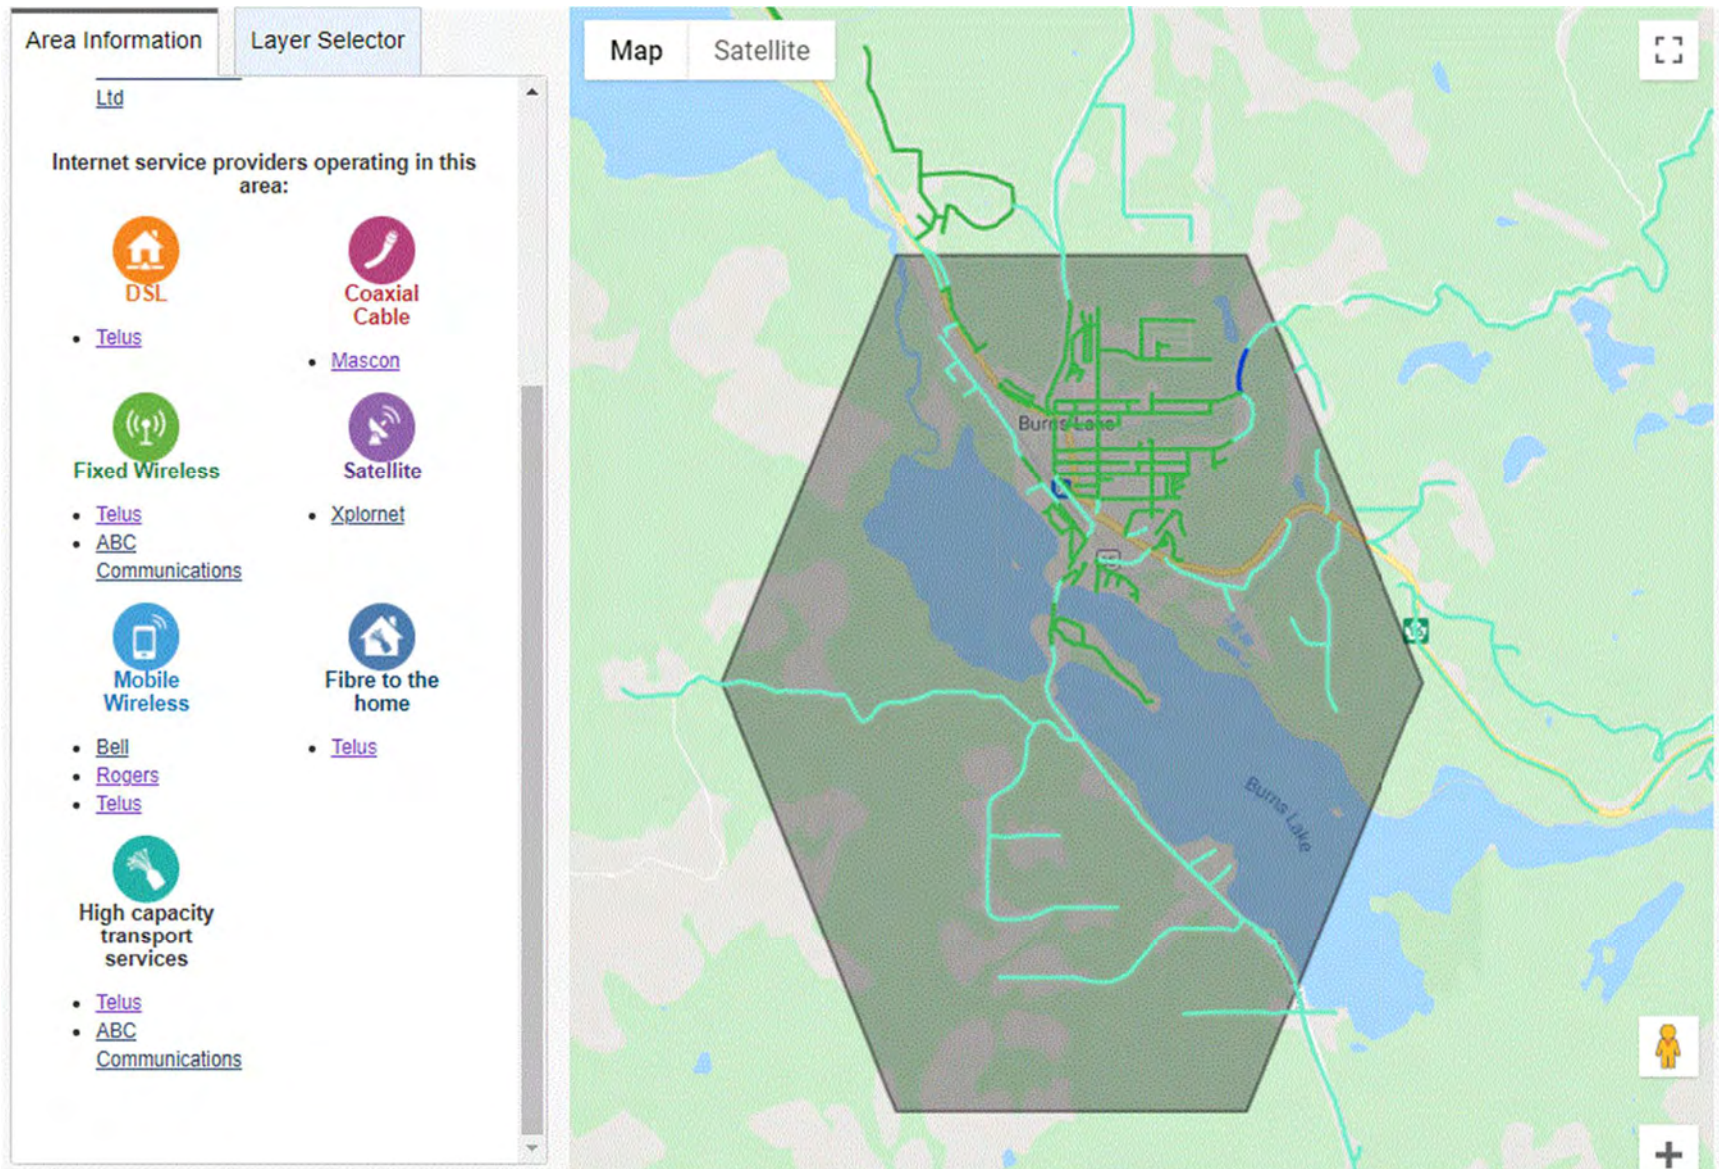 Area Information
Layer Selector
Ltd
Internet service providers operating in this
area:
DSL
Telus
Coaxial
Cable
Mascon
Fixed Wireless
Telus
ABC
Communications
Satellite
Xplornet
Mobile
Wireless
Bell
Rogers
Telus
Fibre to the
home
Telus
High capacity
transport
services
Telus
ABC
Communications
Map
Satellite
Burns Lake
16
Burns Lake